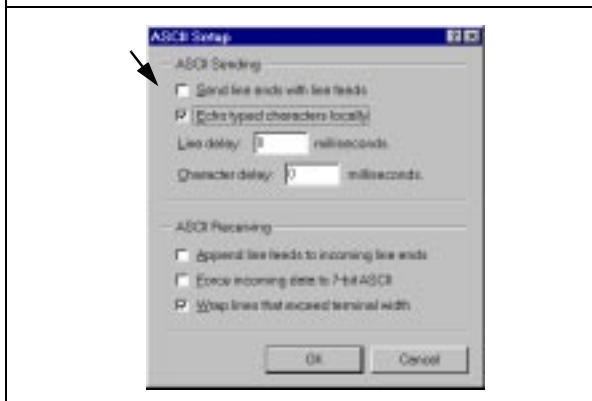 ASCII Setup
ASCII Sending
Send line ends with line feeds
Echo typed characters locally
Line delay: 0 milliseconds.
Character delay: 0 milliseconds.
ASCII Receiving
Append line feeds to incoming line ends
Force incoming data to 7-bit ASCII
Wrap lines that exceed terminal width
OK Cancel